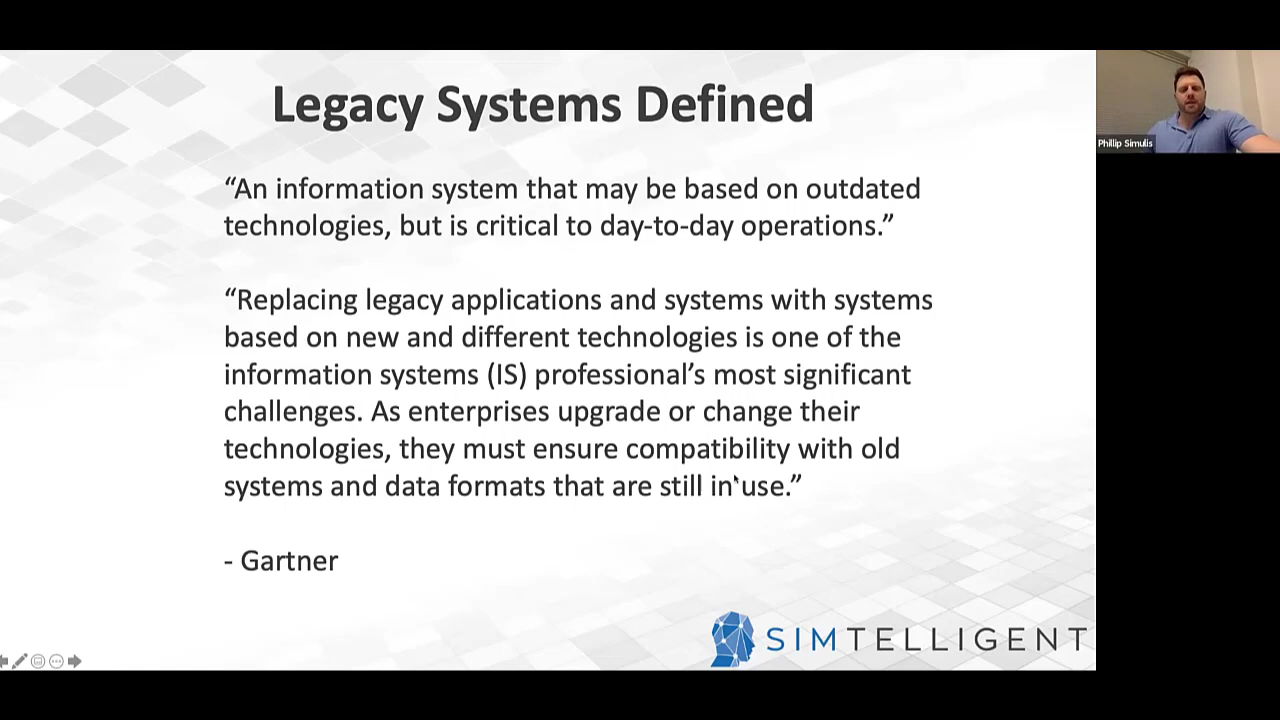 Legacy Systems Defined
Phillip Simulis
“An information system that may be based on outdated
technologies, but is critical to day-to-day operations.”
“Replacing legacy applications and systems with systems
based on new and different technologies is one of the
information systems (IS) professional’s most significant
challenges. As enterprises upgrade or change their
technologies, they must ensure compatibility with old
systems and data formats that are still in use.”
- Gartner
SIMTELLIGENT